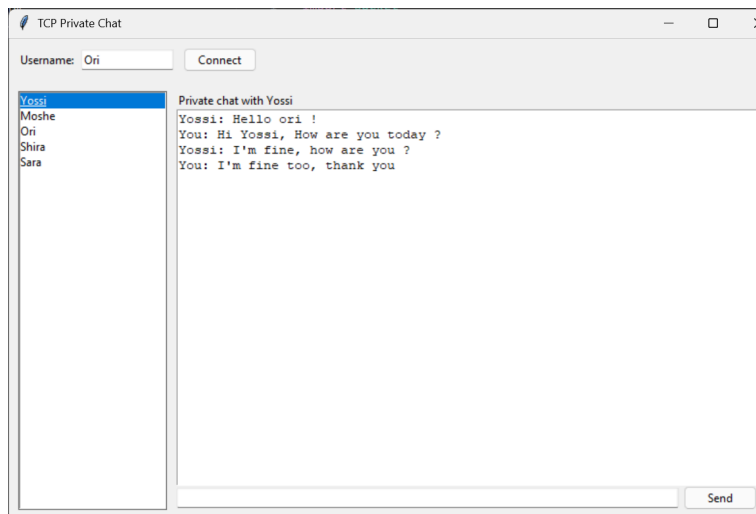 TCP Private Chat
Username: Ori Connect
Yossi
Moshe
Ori
Shira
Sara
Private chat with Yossi
Yossi: Hello ori !
You: Hi Yossi, How are you today ?
Yossi: I'm fine, how are you ?
You: I'm fine too, thank you
Send